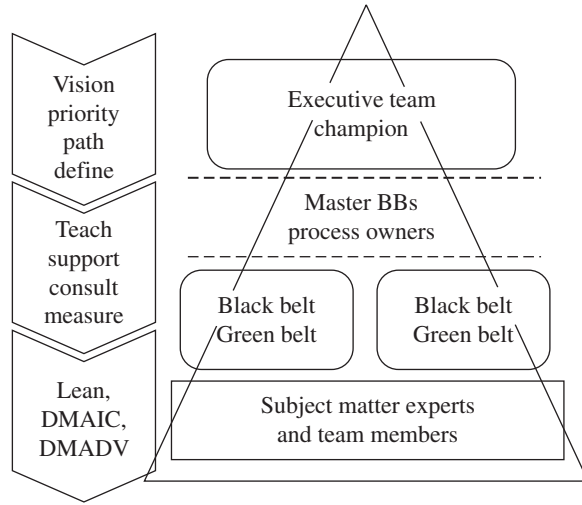 Vision
priority
path
define
Executive team
champion
Master BBs
process owners
Teach
support
consult
measure
Black belt
Green belt
Black belt
Green belt
Lean,
DMAIC,
DMADV
Subject matter experts
and team members